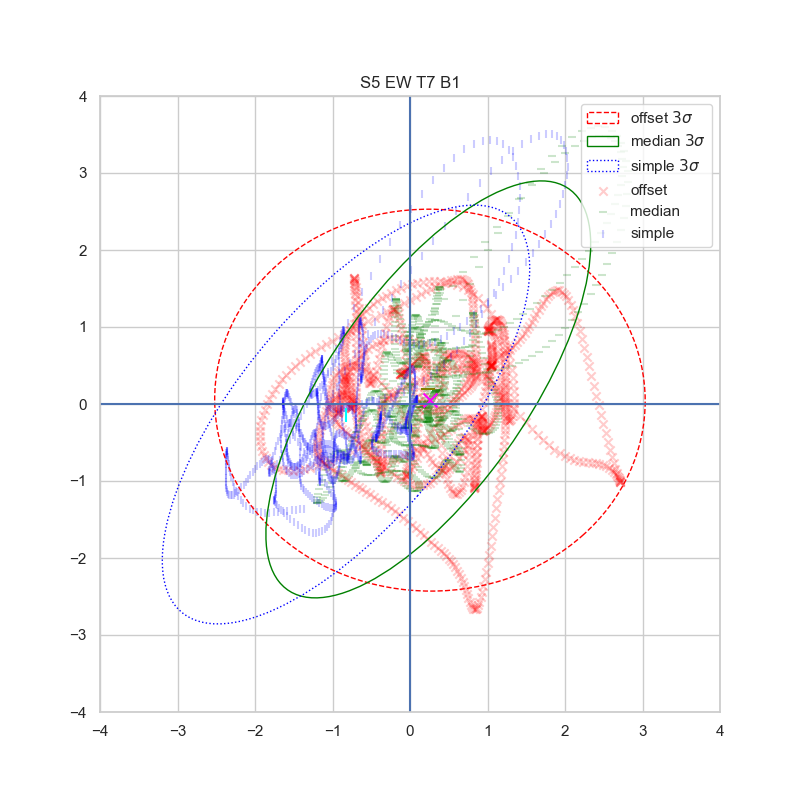 S5 EW T7 B1
offset 3σ
median 3σ
simple 3σ
offset
median
simple
4
3
2
1
0
−1
−2
−3
−4
−4 −3 −2 −1 0 1 2 3 4